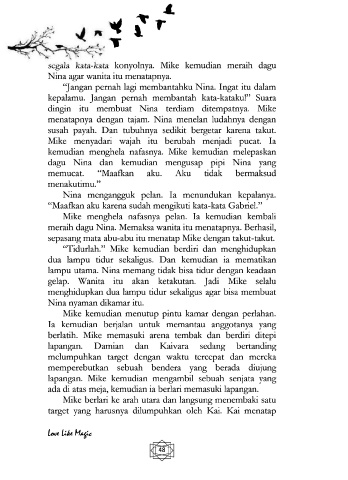 segala kata-kata konyolnya. Mike kemudian meraih dagu
Nina agar wanita itu menatapnya.
“Jangan pernah lagi membantahku Nina. Ingat itu dalam
kepalamu. Jangan pernah membantah kata-kataku!” Suara
dingin itu membuat Nina terdiam ditempatnya. Mike
menatapnya dengan tajam. Nina menelan ludahnya dengan
susah payah. Dan tubuhnya sedikit bergetar karena takut.
Mike menyadari wajah itu berubah menjadi pucat. Ia
kemudian menghela nafasnya. Mike kemudian melepaskan
dagu Nina dan kemudian mengusap pipi Nina yang
memucat. “Maafkan aku. Aku tidak bermaksud
menakutimu.”
Nina mengangguk pelan. Ia menundukan kepalanya.
“Maafkan aku karena sudah mengikuti kata-kata Gabriel.”
Mike menghela nafasnya pelan. Ia kemudian kembali
meraih dagu Nina. Memaksa wanita itu menatapnya. Berhasil,
sepasang mata abu-abu itu menatap Mike dengan takut-takut.
“Tidurlah.” Mike kemudian berdiri dan menghidupkan
dua lampu tidur sekaligus. Dan kemudian ia mematikan
lampu utama. Nina memang tidak bisa tidur dengan keadaan
gelap. Wanita itu akan ketakutan. Jadi Mike selalu
menghidupkan dua lampu tidur sekaligus agar bisa membuat
Nina nyaman dikamar itu.
Mike kemudian menutup pintu kamar dengan perlahan.
Ia kemudian berjalan untuk memantau anggotanya yang
berlatih. Mike memasuki arena tembak dan berdiri ditepi
lapangan. Damian dan Kaivara sedang bertanding
melumpuhkan target dengan waktu tercepat dan mereka
memperebutkan sebuah bendera yang berada diujung
lapangan. Mike kemudian mengambil sebuah senjata yang
ada di atas meja, kemudian ia berlari memasuki lapangan.
Mike berlari ke arah utara dan langsung menembaki satu
target yang harusnya dilumpuhkan oleh Kai. Kai menatap
Love Like Magic
48